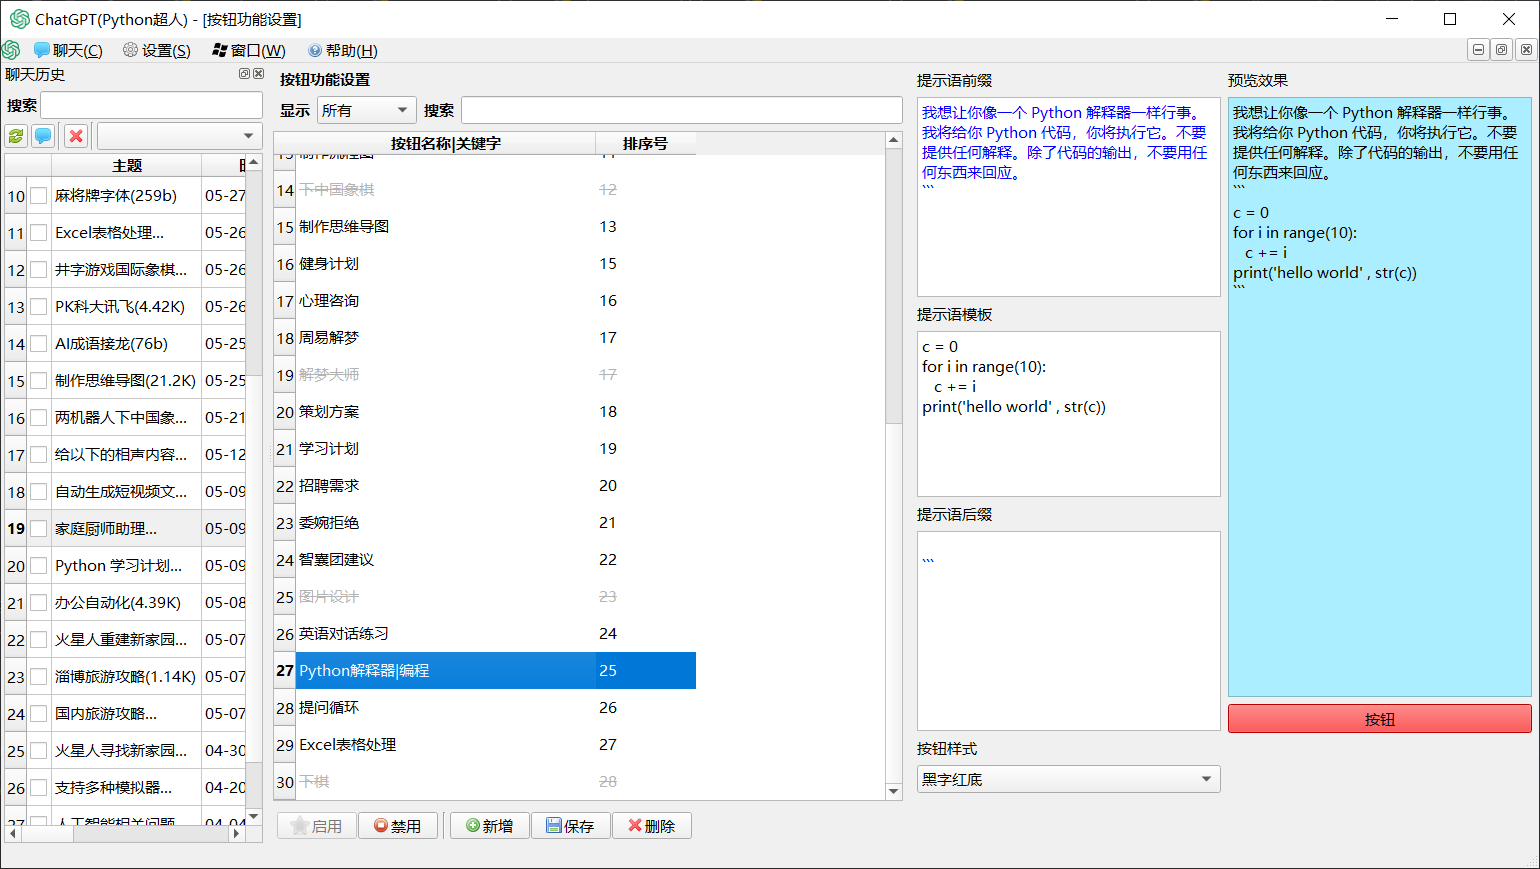 ChatGPT(Python超人) - [按钮功能设置]
聊天(C) 设置(S) 窗口(W) 帮助(H)
聊天历史
搜索
主题
10 麻将牌字体(259b) 05-27
11 Excel表格处理... 05-26
12 井字游戏国际象棋... 05-26
13 PK科大讯飞(4.42K) 05-26
14 AI成语接龙(76b) 05-25
15 制作思维导图(21.2K) 05-25
16 两机器人下中国象... 05-21
17 给以下的相声内容... 05-12
18 自动生成短视频文... 05-09
19 家庭厨师助理... 05-09
20 Python 学习计划... 05-09
21 办公自动化(4.39K) 05-08
22 火星人重建新家园... 05-07
23 淄博旅游攻略(1.14K) 05-07
24 国内旅游攻略... 05-07
25 火星人寻找新家园... 04-30
26 支持多种模拟器... 04-20
27 人工智能相关问题 04-04
按钮功能设置
显示 所有 搜索
按钮名称|关键字 排序号
13 制作流程图 11
14 下中国象棋 12
15 制作思维导图 13
16 健身计划 15
17 心理咨询 16
18 周易解梦 17
19 解梦大师 17
20 策划方案 18
21 学习计划 19
22 招聘需求 20
23 委婉拒绝 21
24 智囊团建议 22
25 图片设计 23
26 英语对话练习 24
27 Python解释器|编程 25
28 提问循环 26
29 Excel表格处理 27
30 下棋 28
启用 禁用 新增 保存 删除
提示语前缀
我想让你像一个 Python 解释器一样行事。
我将给你 Python 代码，你将执行它。不要
提供任何解释。除了代码的输出，不要用任
何东西来回应。
```
提示语模板
c = 0
for i in range(10):
   c += i
print('hello world' , str(c))
提示语后缀
```
按钮样式
黑字红底
预览效果
我想让你像一个 Python 解释器一样行事。
我将给你 Python 代码，你将执行它。不要
提供任何解释。除了代码的输出，不要用任
何东西来回应。
```
c = 0
for i in range(10):
   c += i
print('hello world' , str(c))
```
按钮